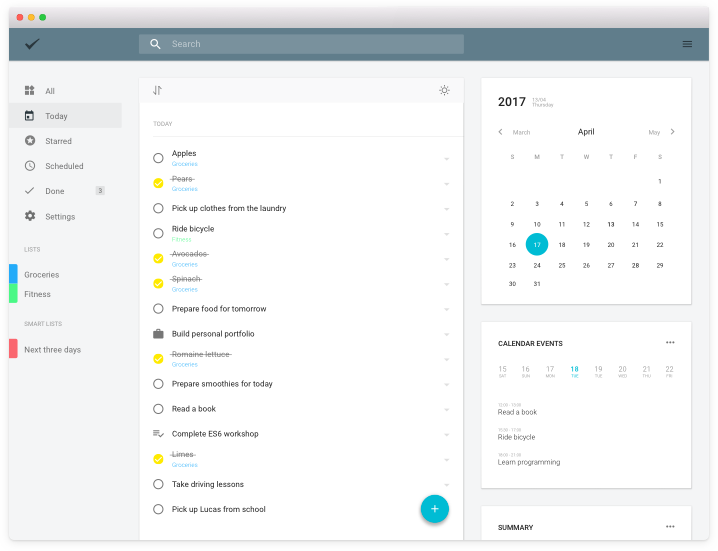 Search
All
Today
Starred
Scheduled
Done 3
Settings
LISTS
Groceries
Fitness
SMART LISTS
Next three days
TODAY
Apples
Groceries
Pears
Groceries
Pick up clothes from the laundry
Ride bicycle
Fitness
Avocados
Groceries
Spinach
Groceries
Prepare food for tomorrow
Build personal portfolio
Romaine lettuce
Groceries
Prepare smoothies for today
Read a book
Complete ES6 workshop
Limes
Groceries
Take driving lessons
Pick up Lucas from school
2017 13/04
Thursday
March April May
S M T W T F S
1
2 3 4 5 6 7 8
9 10 11 12 13 14 15
16 17 18 19 20 21 22
23 24 25 26 27 28 29
30 31
CALENDAR EVENTS
15 16 17 18 19 20 21 22
SAT SUN MON TUE TUE WED THU FRI
Read a book
Ride bicycle
Learn programming
SUMMARY